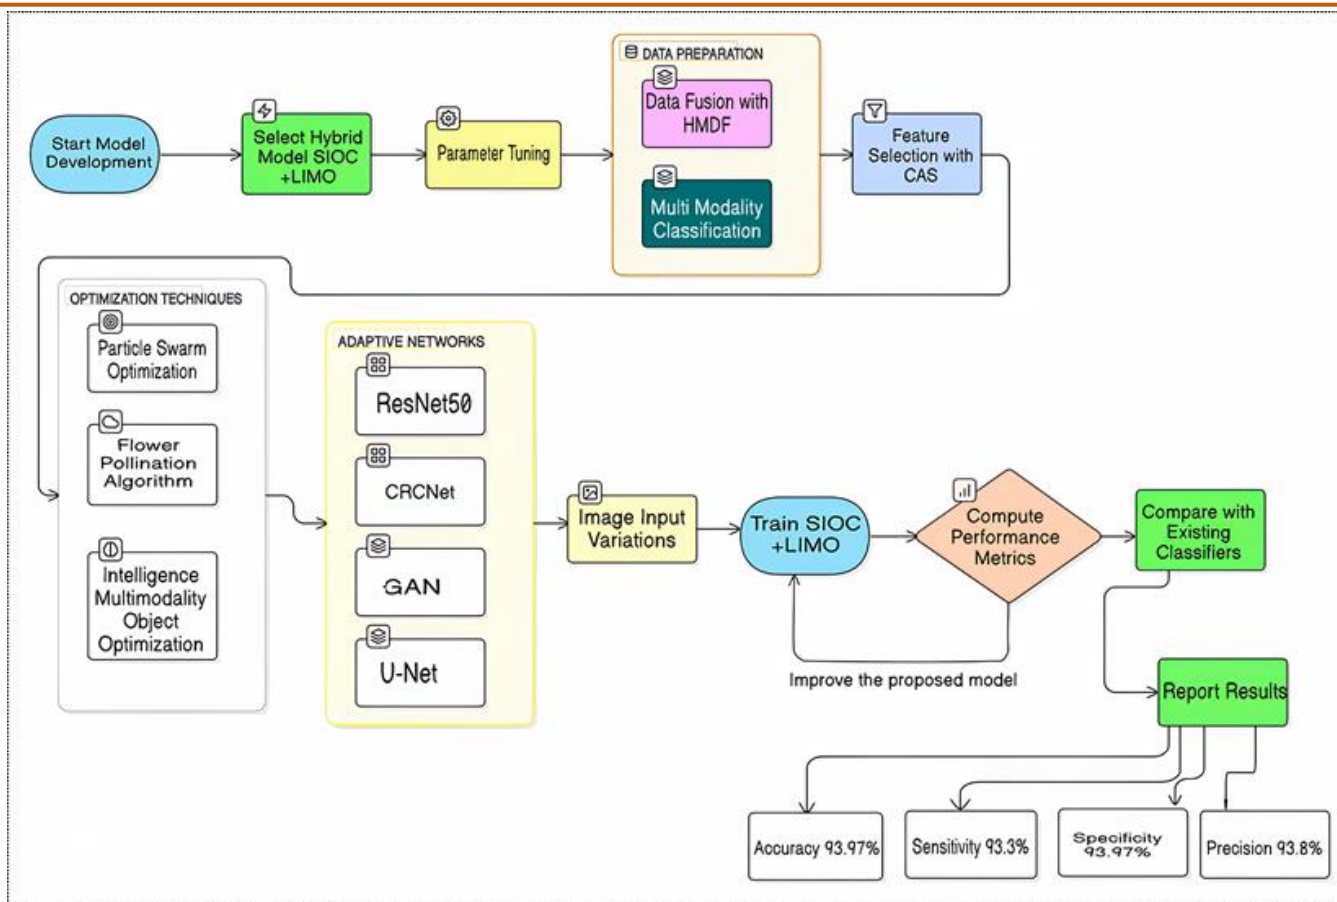 Start Model
Development
Select Hybrid
Model SIOC
+LIMO
Parameter Tuning
DATA PREPARATION
Data Fusion with
HMDF
Multi Modality
Classification
Feature
Selection with
CAS
OPTIMIZATION TECHNIQUES
Particle Swarm
Optimization
Flower
Pollination
Algorithm
Intelligence
Multimodality
Object
Optimization
ADAPTIVE NETWORKS
ResNet50
CRCNet
GAN
U-Net
Image Input
Variations
Train SIOC
+LIMO
Compute
Performance
Metrics
Improve the proposed model
Compare with
Existing
Classifiers
Report Results
Accuracy 93.97%
Sensitivity 93.3%
Specificity
93.97%
Precision 93.8%